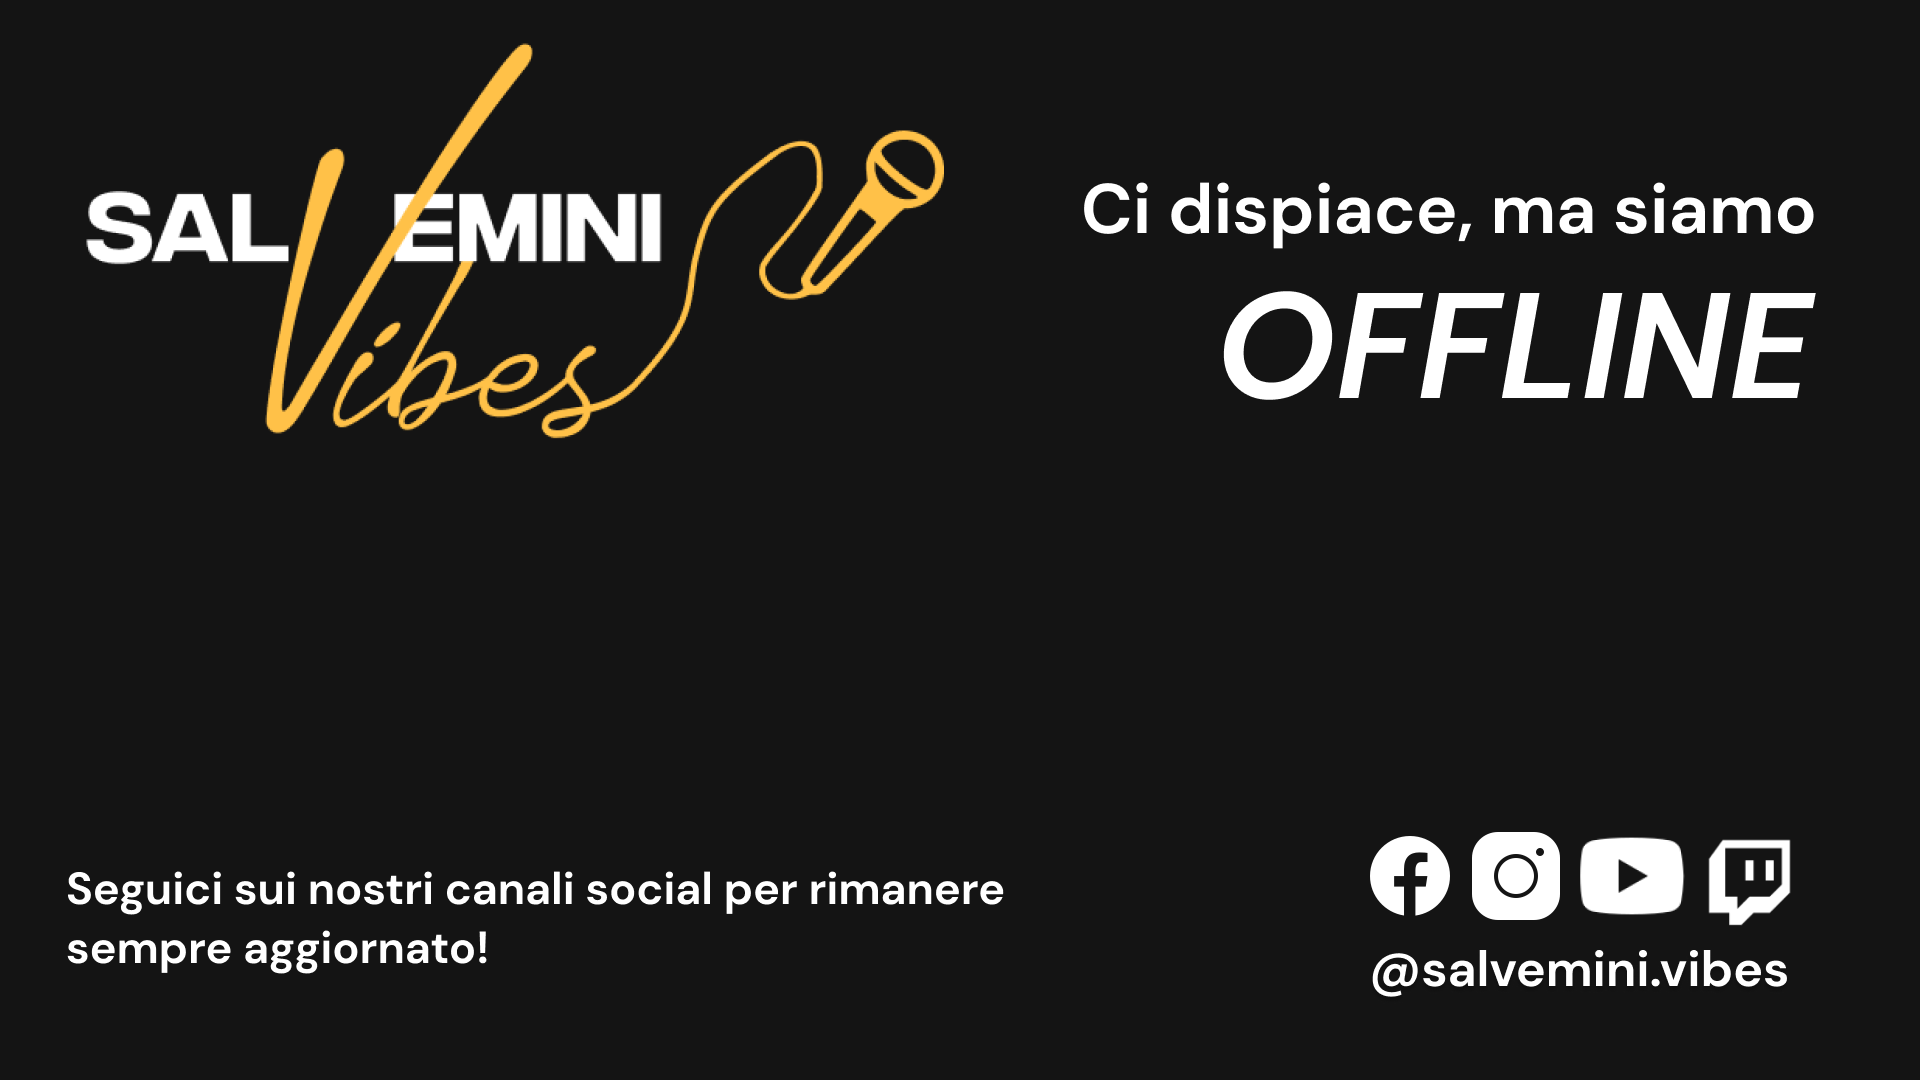 SALVEMINI
Vibes
Ci dispiace, ma siamo
OFFLINE
Seguici sui nostri canali social per rimanere
sempre aggiornato!
@salvemini.vibes